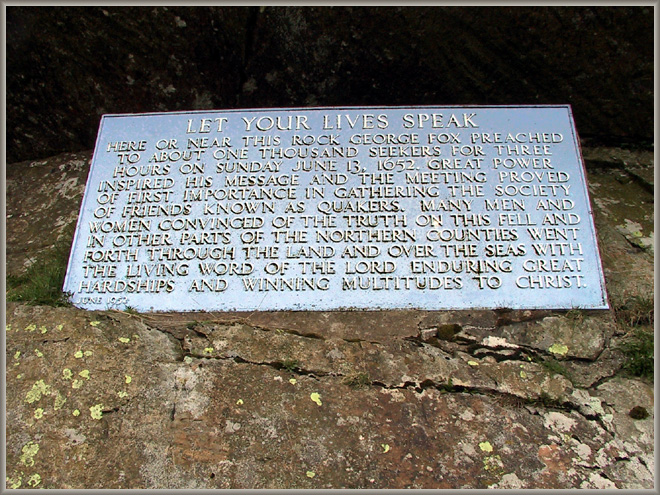 LET YOUR LIVES SPEAK
HERE OR NEAR THIS ROCK GEORGE FOX PREACHED
TO ABOUT ONE THOUSAND SEEKERS FOR THREE
HOURS ON SUNDAY JUNE 13, 1652. GREAT POWER
INSPIRED HIS MESSAGE AND THE MEETING PROVED
OF FIRST IMPORTANCE IN GATHERING THE SOCIETY
OF FRIENDS KNOWN AS QUAKERS. MANY MEN AND
WOMEN CONVINCED OF THE TRUTH ON THIS FELL AND
IN OTHER PARTS OF THE NORTHERN COUNTIES WENT
FORTH THROUGH THE LAND AND OVER THE SEAS WITH
THE LIVING WORD OF THE LORD ENDURING GREAT
HARDSHIPS AND WINNING MULTITUDES TO CHRIST.
JUNE 1952